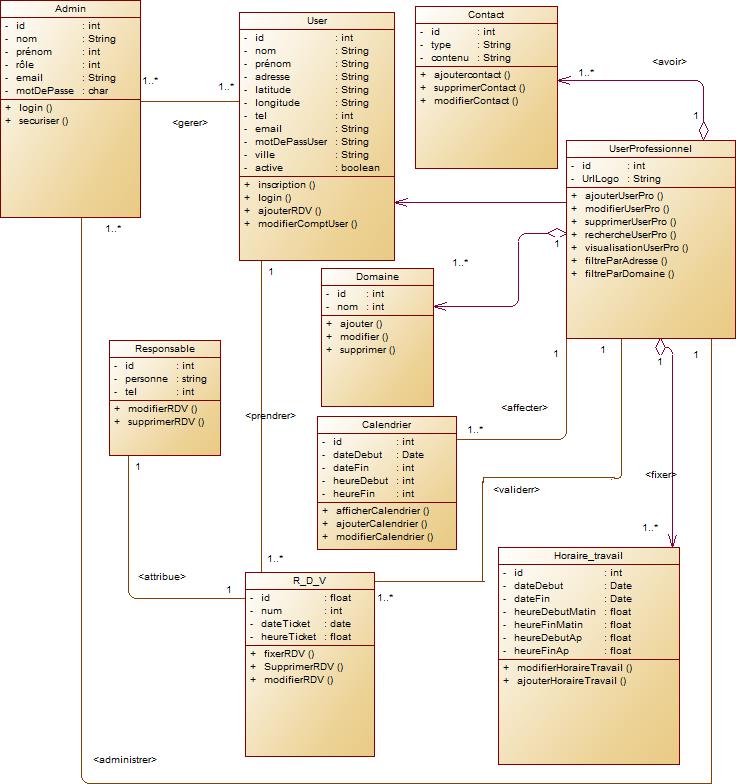 Admin
- id : int
- nom : String
- prénom : int
- rôle : int
- email : String
- motDePasse : char
+ login ()
+ securiser ()
1..*
1..*
<gerer>
User
- id : int
- nom : String
- prénom : String
- adresse : String
- latitude : String
- longitude : String
- tel : int
- email : String
- motDePassUser : String
- ville : String
- active : boolean
+ inscription ()
+ login ()
+ ajouterRDV ()
+ modifierComptUser ()
Contact
- id : int
- type : String
- contenu : String
+ ajoutercontact ()
+ supprimerContact ()
+ modifierContact ()
1..*
<avoir>
1
UserProfessionnel
- id : int
- UrlLogo : String
+ ajouterUserPro ()
+ modifierUserPro ()
+ supprimerUserPro ()
+ rechercheUserPro ()
+ visualisationUserPro ()
+ filtreParAdresse ()
+ filtreParDomaine ()
1..*
1
1
1..*
Domaine
- id : int
- nom : int
+ ajouter ()
+ modifier ()
+ supprimer ()
Responsable
- id : int
- personne : string
- tel : int
+ modifierRDV ()
+ supprimerRDV ()
1
1
1
1
<prendrer>
<affecter>
1..*
Calendrier
- id : int
- dateDebut : Date
- dateFin : int
- heureDebut : int
- heureFin : int
+ afficherCalendrier ()
+ ajouterCalendrier ()
+ modifierCalendrier ()
1
<validerr>
<fixer>
1..*
<attribue>
1
1..*
1..*
R_D_V
- id : float
- num : int
- dateTicket : date
- heureTicket : float
+ fixerRDV ()
+ SupprimerRDV ()
+ modifierRDV ()
Horaire_travail
- id : int
- dateDebut : Date
- dateFin : Date
- heureDebutMatin : float
- heureFinMatin : float
- heureDebutAp : float
- heureFinAp : float
+ modifierHoraireTravail ()
+ ajouterHoraireTravail ()
<administrer>